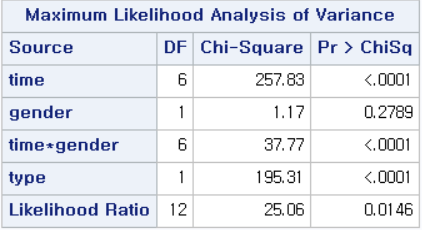 Maximum Likelihood Analysis of Variance
Source DF Chi-Square Pr > ChiSq
time 6 257.83 <.0001
gender 1 1.17 0.2789
time*gender 6 37.77 <.0001
type 1 195.31 <.0001
Likelihood Ratio 12 25.06 0.0146